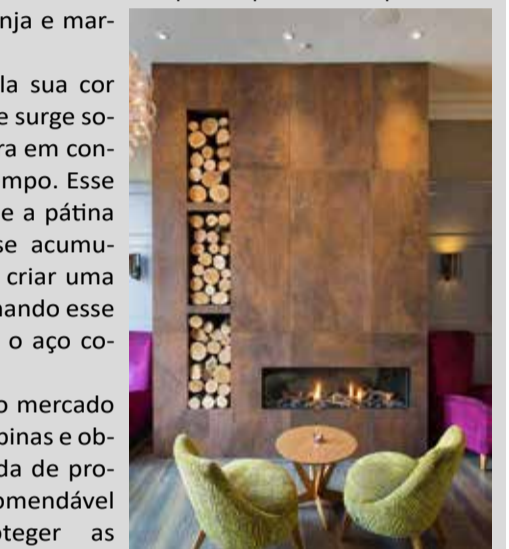 nja e mar-
la sua cor
e surge so-
ra em con-
mpo. Esse
e a pátina
se acumu-
criar uma
nando esse
o aço co-
o mercado
pinas e ob-
da de pro-
omendável
oteger as